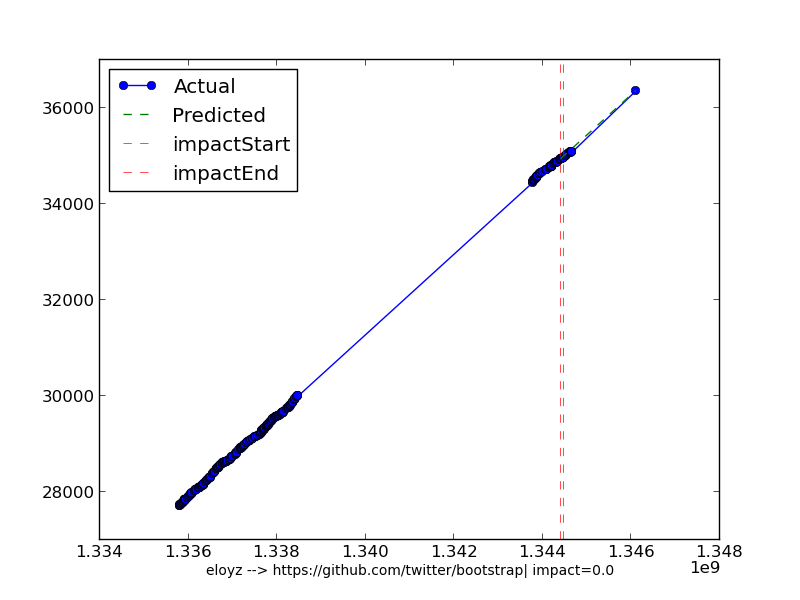 Actual
Predicted
impactStart
impactEnd
36000
34000
32000
30000
28000
1.334 1.336 1.338 1.340 1.342 1.344 1.346 1.348
1e9
eloyz --> https://github.com/twitter/bootstrap| impact=0.0